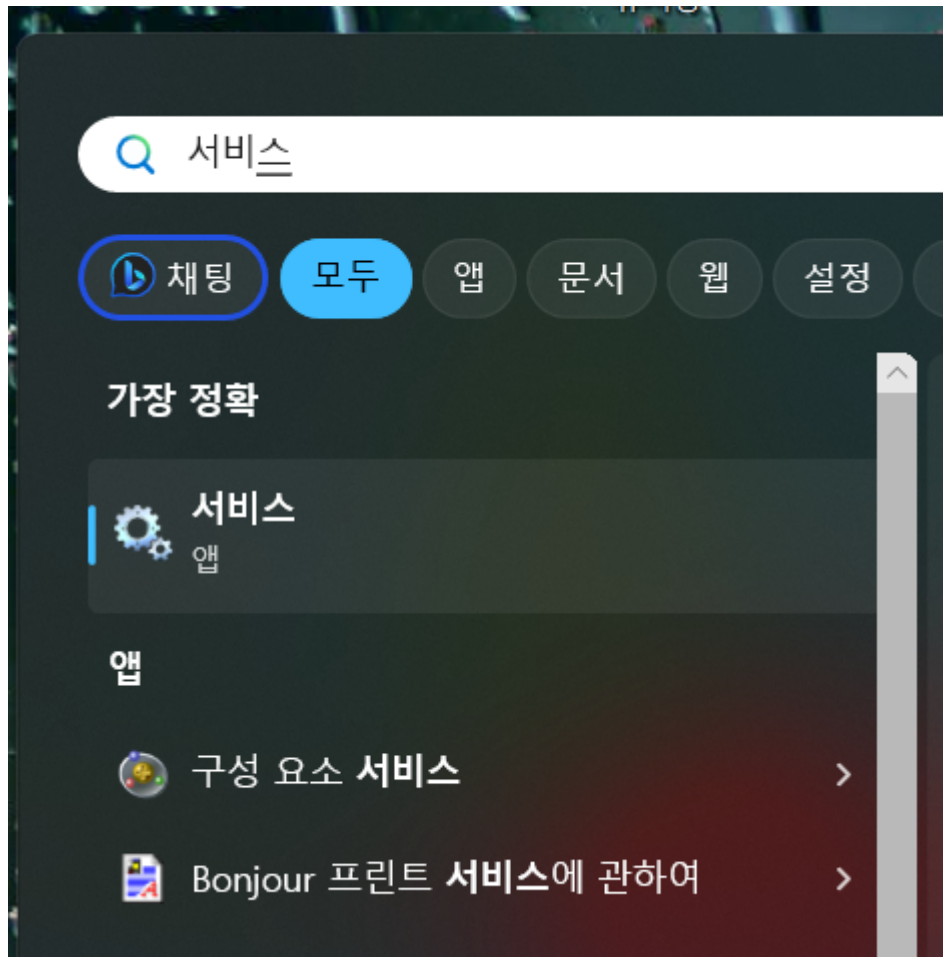 서비스
채팅 모두 앱 문서 웹 설정
가장 정확
서비스
앱
앱
구성 요소 서비스
Bonjour 프린트 서비스에 관하여